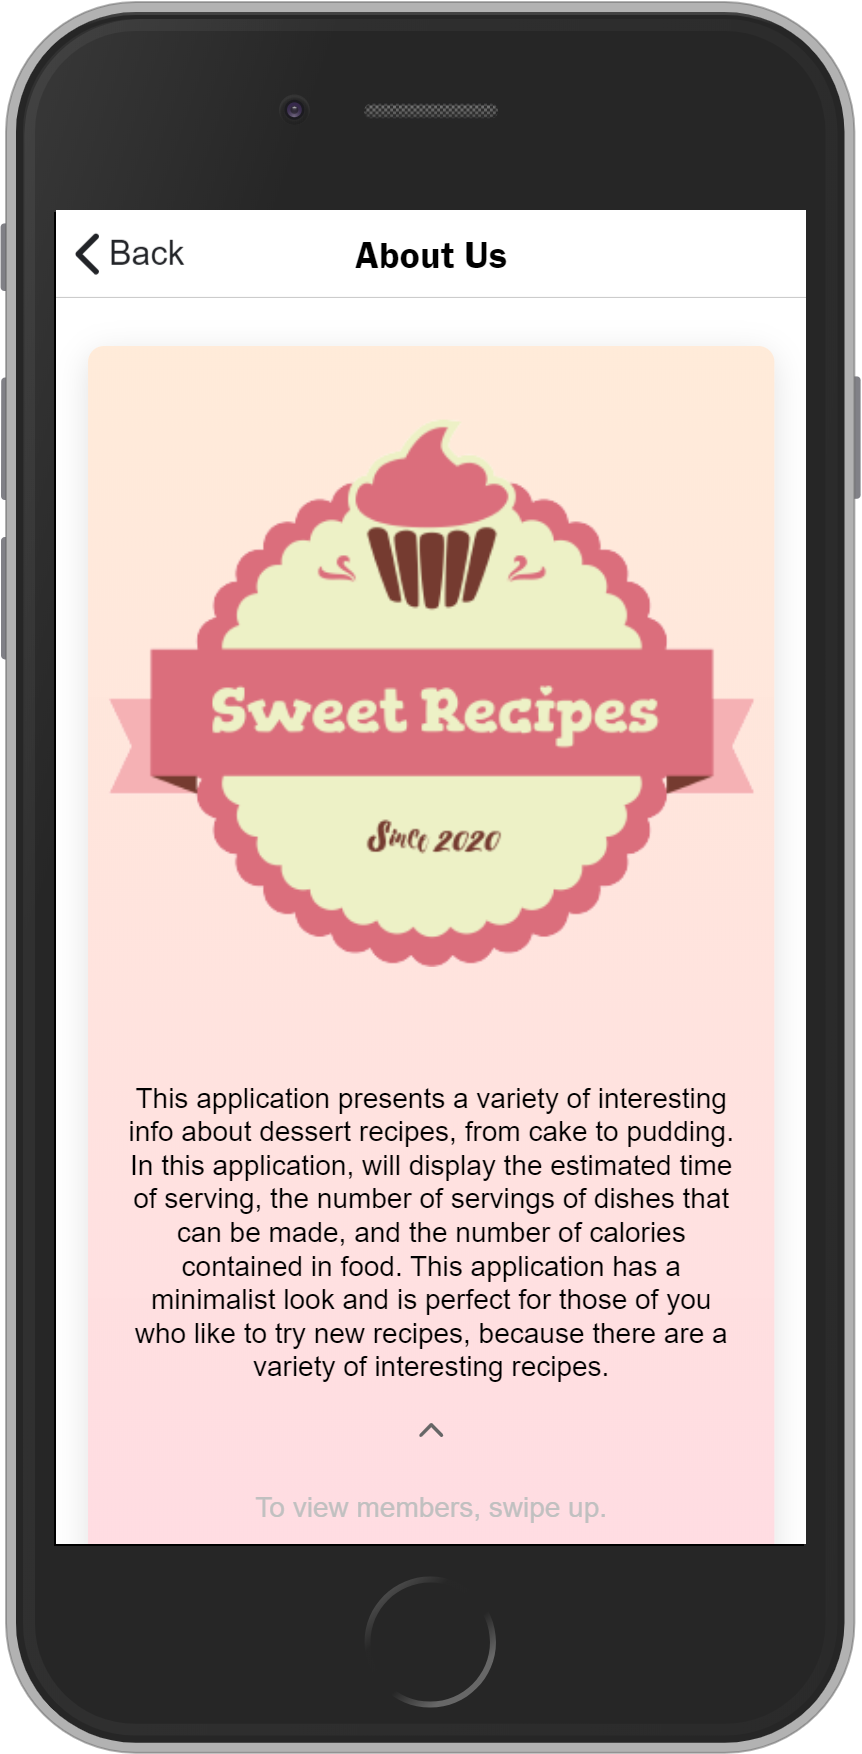 Back
About Us
Sweet Recipes
Since 2020
This application presents a variety of interesting
info about dessert recipes, from cake to pudding.
In this application, will display the estimated time
of serving, the number of servings of dishes that
can be made, and the number of calories
contained in food. This application has a
minimalist look and is perfect for those of you
who like to try new recipes, because there are a
variety of interesting recipes.
To view members, swipe up.